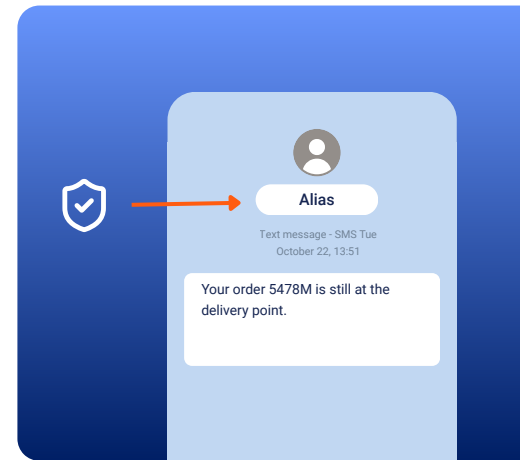 Alias
Text message - SMS Tue
October 22, 13:51
Your order 5478M is still at the
delivery point.